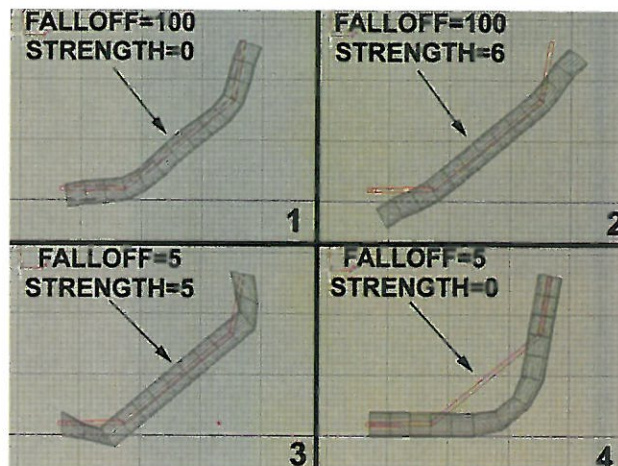 FALLOFF=100
STRENGTH=0
1
FALLOFF=100
STRENGTH=6
2
FALLOFF=5
STRENGTH=5
3
FALLOFF=5
STRENGTH=0
4